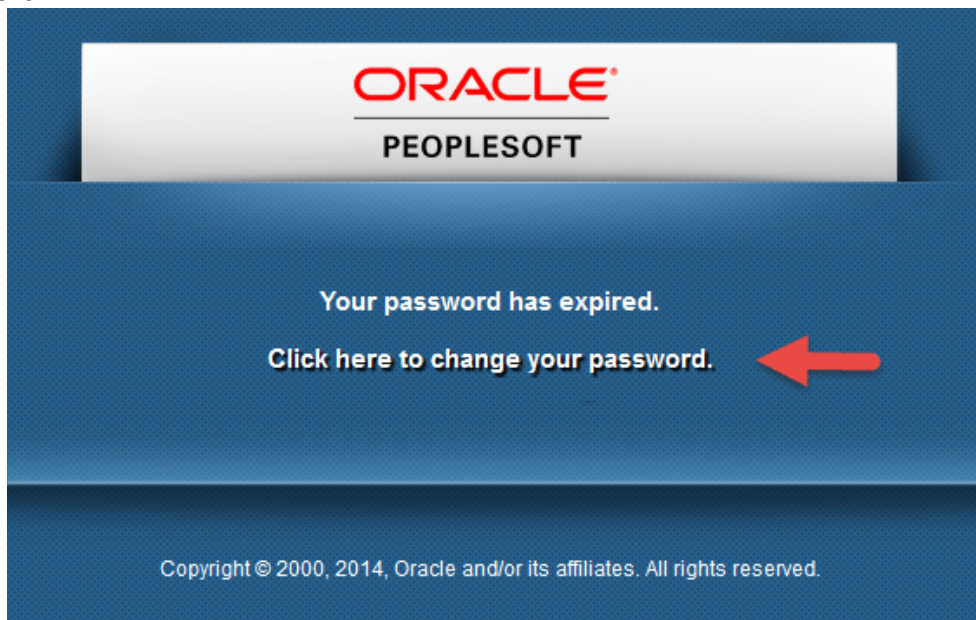 ORACLE®
PEOPLESOFT
Your password has expired.
Click here to change your password.
Copyright © 2000, 2014, Oracle and/or its affiliates. All rights reserved.